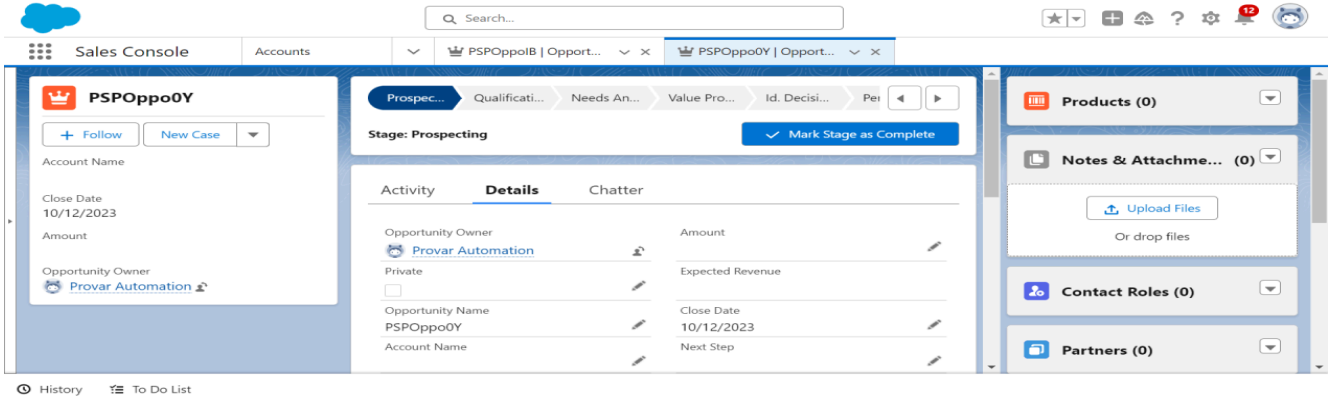 Search...
12
Sales Console
Accounts
PSPOppoIB | Opport...
PSPOppo0Y | Opport...
PSPOppo0Y
+ Follow
New Case
Account Name
Close Date
10/12/2023
Amount
Opportunity Owner
Provar Automation
Prospec...
Qualificati...
Needs An...
Value Pro...
Id. Decisi...
Stage: Prospecting
Mark Stage as Complete
Activity
Details
Chatter
Opportunity Owner
Provar Automation
Amount
Private
Expected Revenue
Opportunity Name
PSPOppo0Y
Close Date
10/12/2023
Account Name
Next Step
Products (0)
Notes & Attachme... (0)
Upload Files
Or drop files
Contact Roles (0)
Partners (0)
History
To Do List